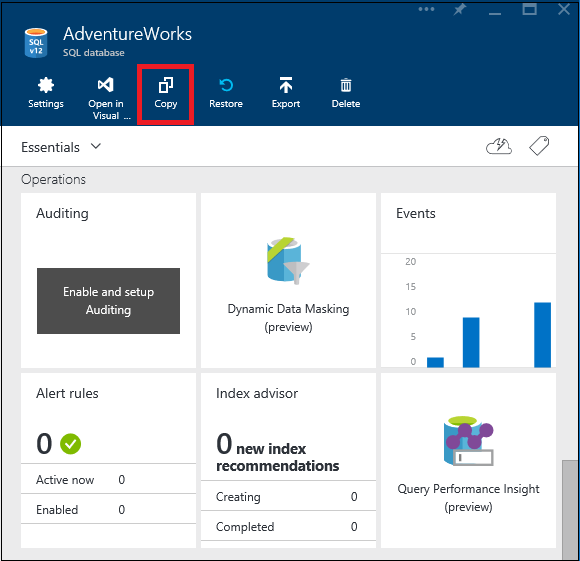 AdventureWorks
SQL database
SQL
v12
Settings
Open in
Visual ...
Copy
Restore
Export
Delete
Essentials
Operations
Auditing
Enable and setup
Auditing
Dynamic Data Masking
(preview)
Events
20
15
10
5
0
Alert rules
0
Active now 0
Enabled 0
Index advisor
0 new index
recommendations
Creating 0
Completed 0
Query Performance Insight
(preview)